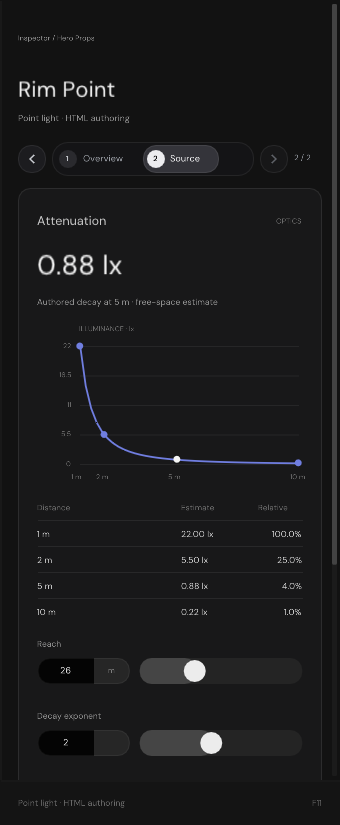 Inspector / Hero Props
Rim Point
Point light · HTML authoring
1 Overview 2 Source 2 / 2
Attenuation OPTICS
0.88 lx
Authored decay at 5 m · free-space estimate
ILLUMINANCE · lx
22
16.5
11
5.5
0
1 m 2 m 5 m 10 m
Distance Estimate Relative
1 m 22.00 lx 100.0%
2 m 5.50 lx 25.0%
5 m 0.88 lx 4.0%
10 m 0.22 lx 1.0%
Reach
26 m
Decay exponent
2
Point light · HTML authoring F11